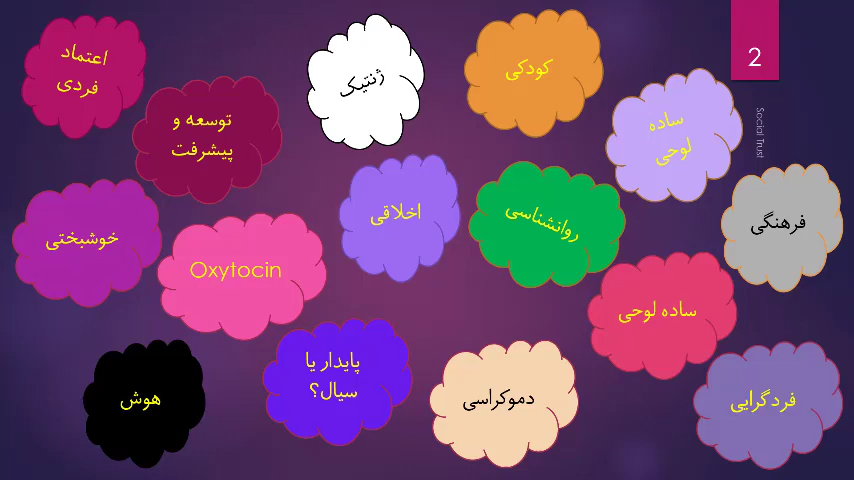 2
Social Trust
اعتماد
فردی
ژنتیک
کودکی
توسعه و
پیشرفت
ساده
لوحی
خوشبختی
اخلاقی
روانشناسی
فرهنگی
Oxytocin
ساده لوحی
هوش
پایدار یا
سیال؟
دموکراسی
فردگرایی